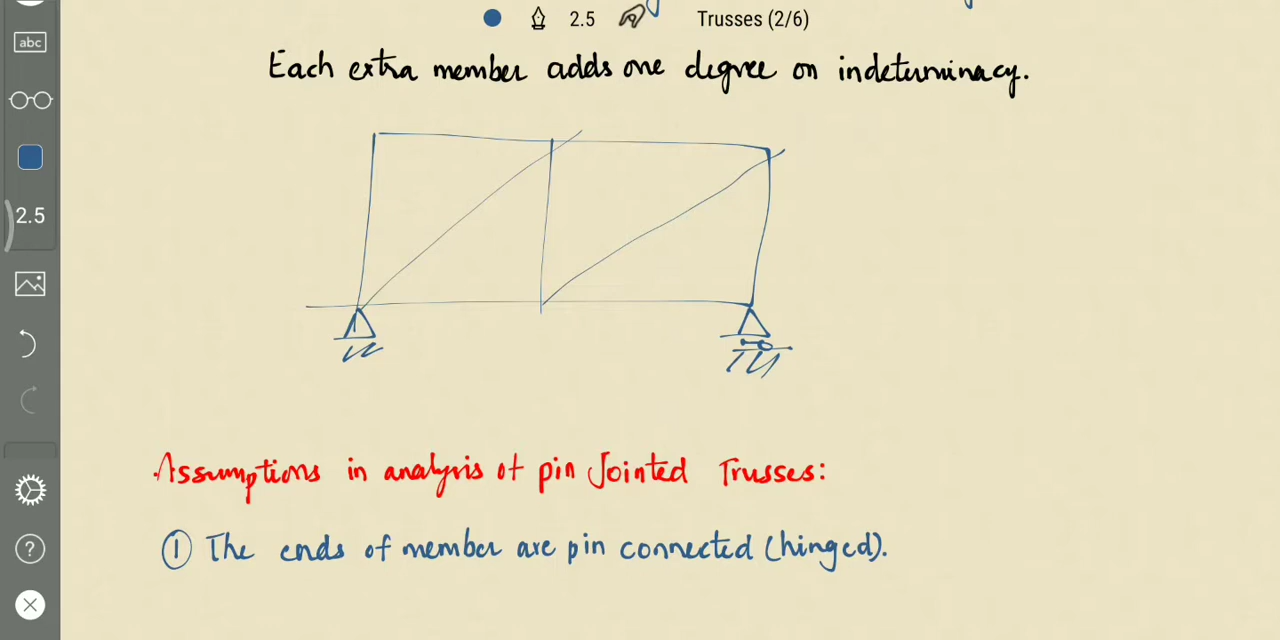 2.5
Trusses (2/6)
abc
2.5
Each extra member adds one degree on indeterminacy.
Assumptions in analysis of pin Jointed Trusses:
① The ends of member are pin connected (hinged).
?